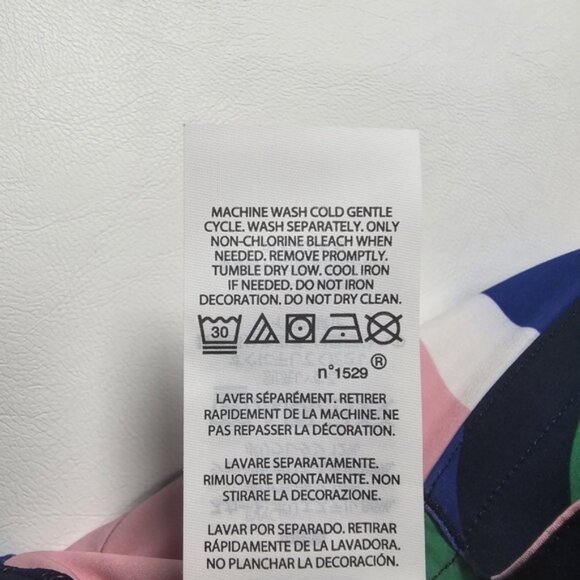 MACHINE WASH COLD GENTLE
CYCLE. WASH SEPARATELY. ONLY
NON-CHLORINE BLEACH WHEN
NEEDED. REMOVE PROMPTLY.
TUMBLE DRY LOW. COOL IRON
IF NEEDED. DO NOT IRON
DECORATION. DO NOT DRY CLEAN.
30
n°1529 ®
LAVER SÉPARÉMENT. RETIRER
RAPIDEMENT DE LA MACHINE. NE
PAS REPASSER LA DÉCORATION.
LAVARE SEPARATAMENTE.
RIMUOVERE PRONTAMENTE. NON
STIRARE LA DECORAZIONE.
LAVAR POR SEPARADO. RETIRAR
RÁPIDAMENTE DE LA LAVADORA.
NO PLANCHAR LA DECORACIÓN.